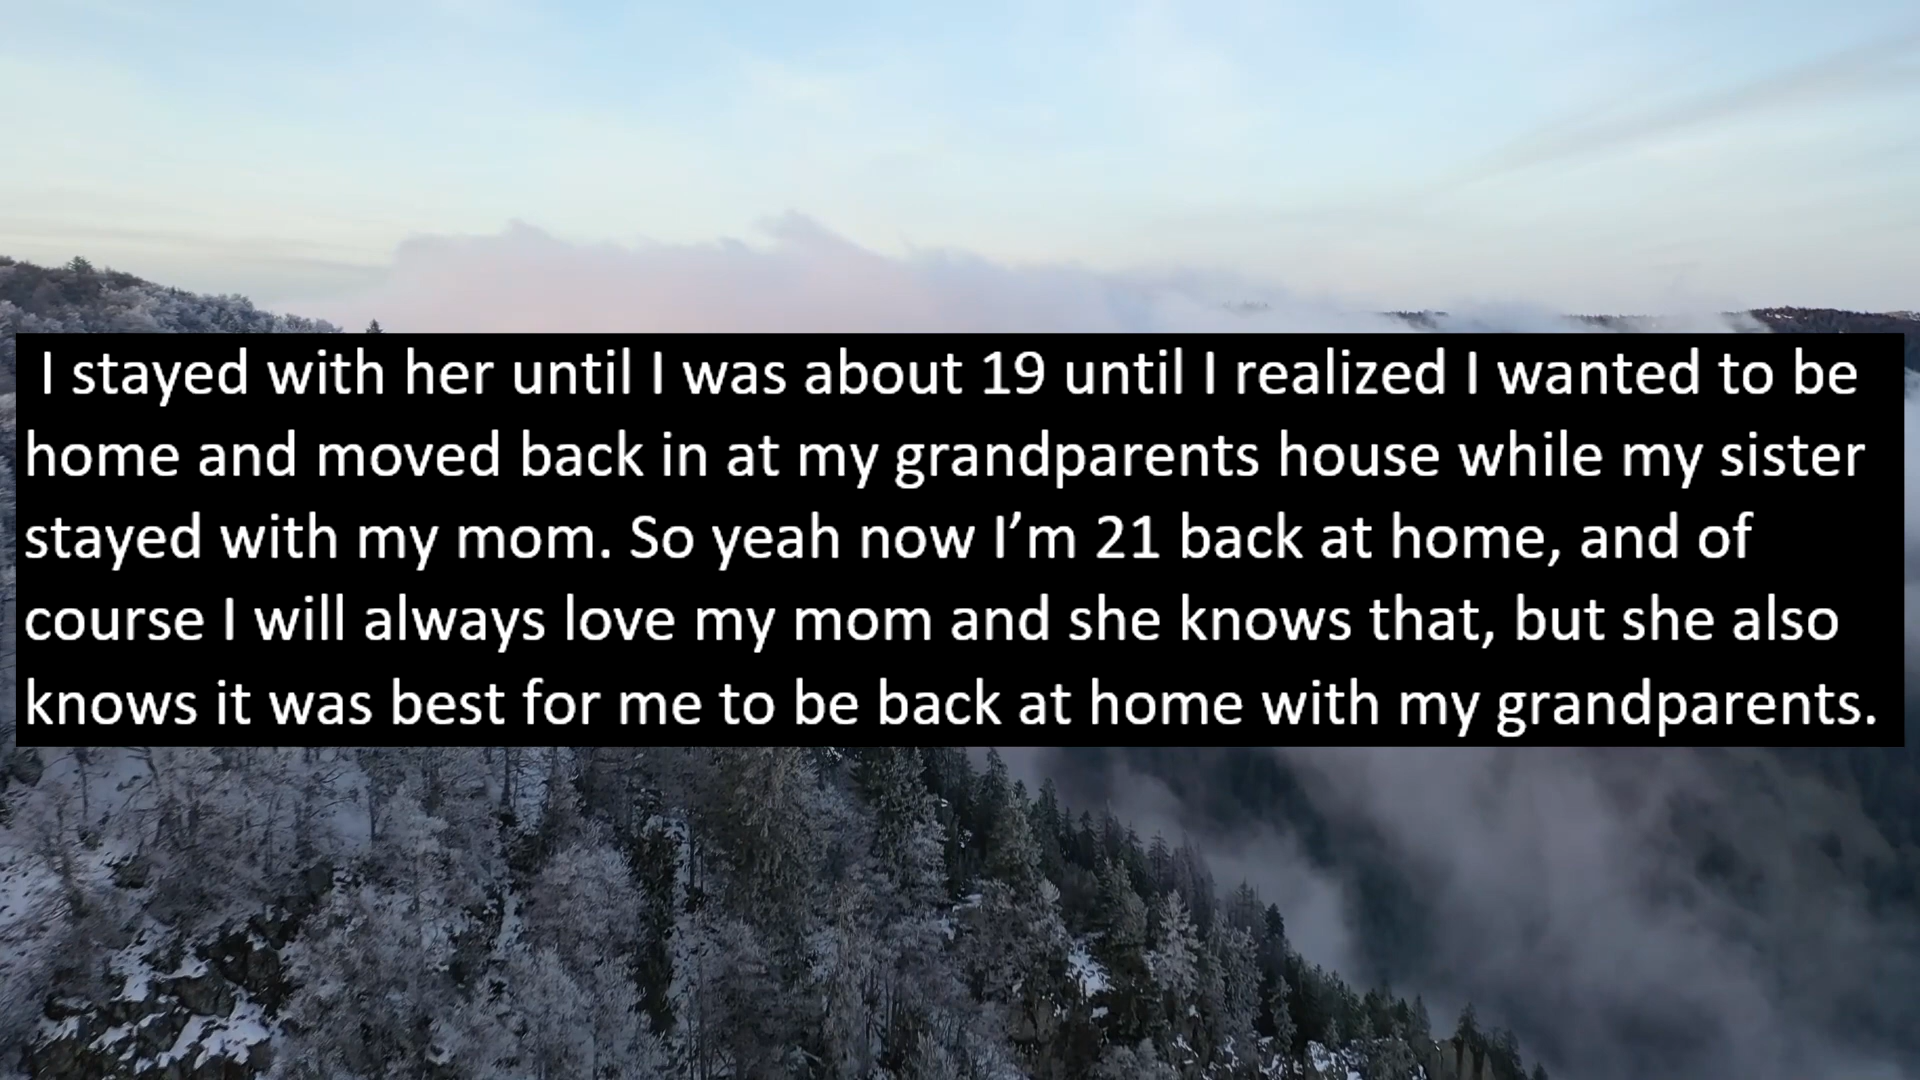 I stayed with her until I was about 19 until I realized I wanted to be
home and moved back in at my grandparents house while my sister
stayed with my mom. So yeah now I’m 21 back at home, and of
course I will always love my mom and she knows that, but she also
knows it was best for me to be back at home with my grandparents.